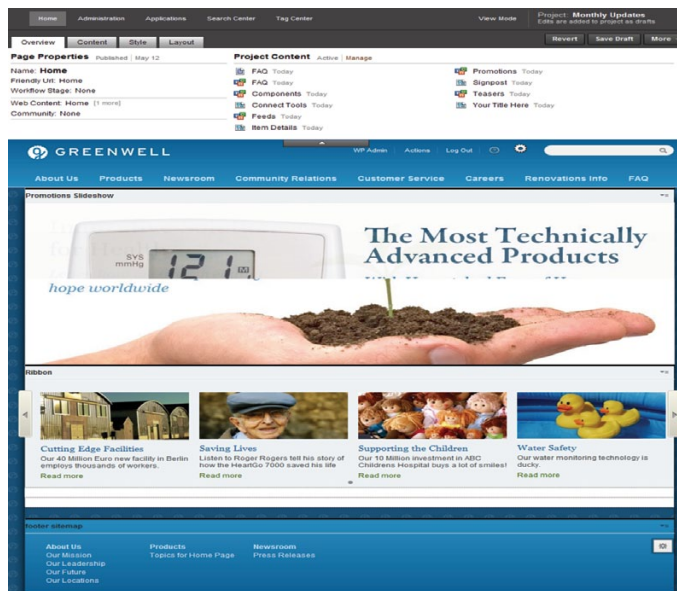 Home Administration Applications Search Center Tag Center View Mode Project: Monthly Updates
Edits are added to project as drafts
Overview Content Style Layout Revert Save Draft More
Page Properties Published | May 12
Name: Home
Friendly Url: Home
Workflow Stage: None
Web Content: Home (1 more)
Community: None
Project Content Active | Manage
FAQ Today
FAQ Today
Components Today
Connect Tools Today
Feeds Today
Item Details Today
Promotions Today
Signpost Today
Teasers Today
Your Title Here Today
GREENWELL WP Admin Actions Log Out
About Us Products Newsroom Community Relations Customer Service Careers Renovations Info FAQ
Promotions Slideshow
The Most Technically
Advanced Products
SYS
mmHg
121
hope worldwide
Ribbon
Cutting Edge Facilities
Our 40 Million Euro new facility in Berlin
employs thousands of workers.
Read more
Saving Lives
Listen to Roger Rogers tell his story of
how the HeartGo 7000 saved his life
Read more
Supporting the Children
Our 10 Million investment in ABC
Childrens Hospital buys a lot of smiles!
Read more
Water Safety
Our water monitoring technology is
ducky.
Read more
footer sitemap
About Us
Our Mission
Our Leadership
Our Future
Our Locations
Products
Topics for Home Page
Newsroom
Press Releases